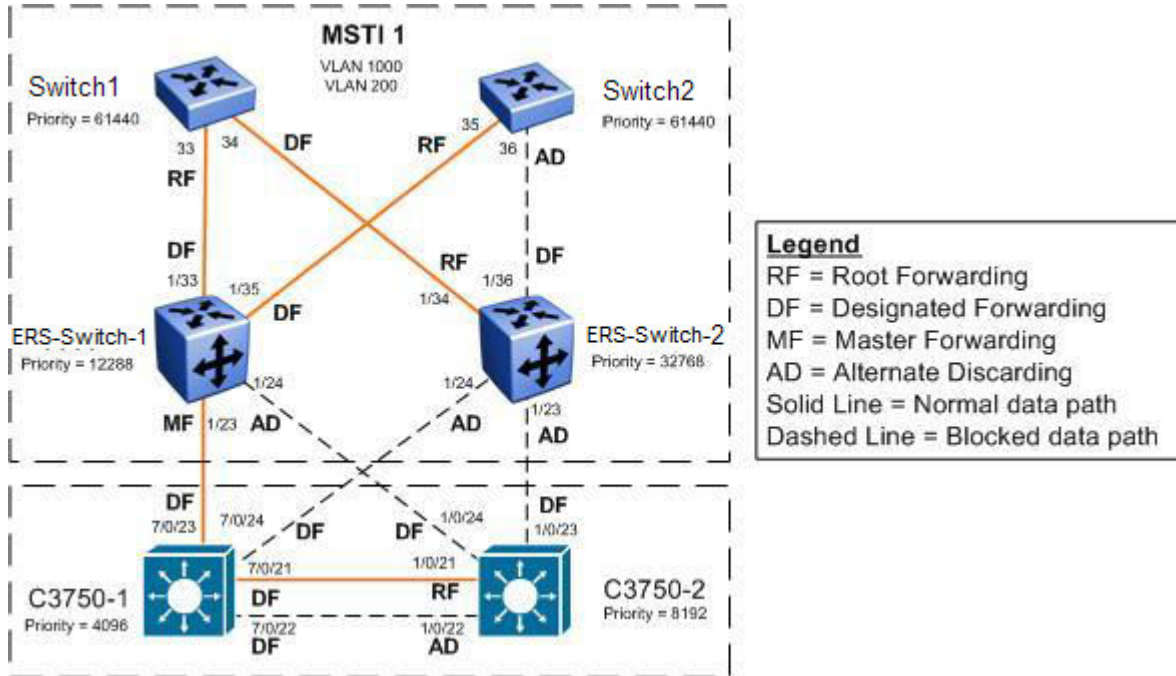 MSTI 1
VLAN 1000
VLAN 200
Switch1
Priority = 61440
Switch2
Priority = 61440
33
34
DF
RF
35
RF
36
AD
DF
1/33
1/35
DF
RF
1/34
1/36
DF
ERS-Switch-1
Priority = 12288
ERS-Switch-2
Priority = 32768
1/24
MF
1/23
AD
1/24
AD
1/23
AD
DF
7/0/23
7/0/24
DF
DF
1/0/24
DF
1/0/23
C3750-1
Priority = 4096
7/0/21
DF
1/0/21
RF
7/0/22
DF
1/0/22
AD
C3750-2
Priority = 8192
Legend
RF = Root Forwarding
DF = Designated Forwarding
MF = Master Forwarding
AD = Alternate Discarding
Solid Line = Normal data path
Dashed Line = Blocked data path